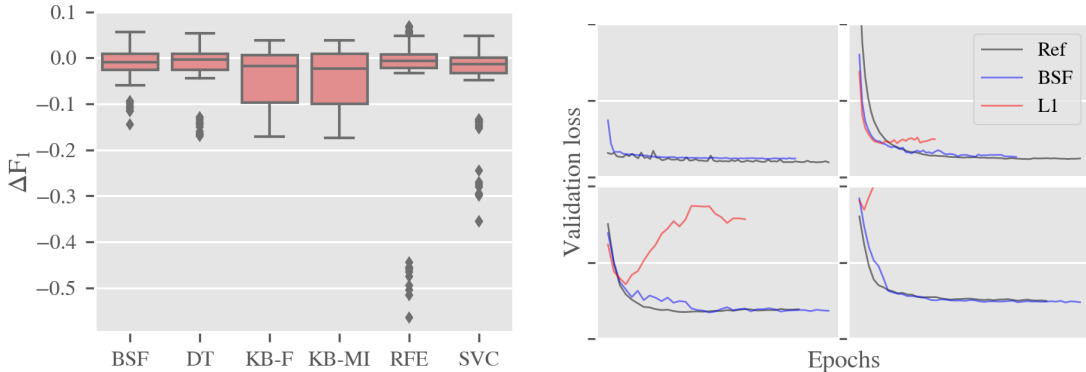 ΔF₁
0.1
0.0
−0.1
−0.2
−0.3
−0.4
−0.5
BSF DT KB-F KB-MI RFE SVC
Validation loss
Epochs
Ref
BSF
L1